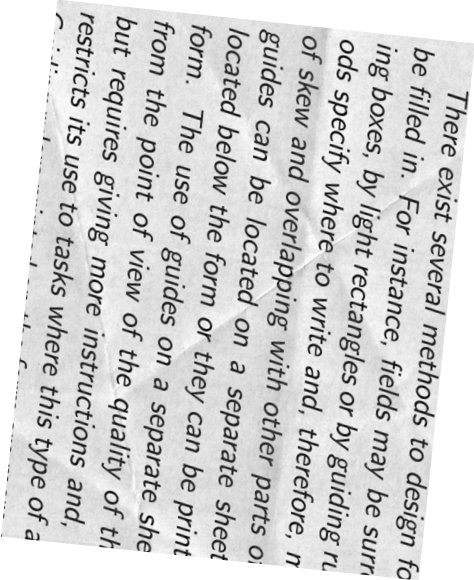 There exist several methods to design fo
be filled in. For instance, fields may be surr
ing boxes, by light rectangles or by guiding ru
ods specify where to write and, therefore, m
of skew and overlapping with other parts o
guides can be located on a separate sheet
located below the form or they can be print
form. The use of guides on a separate she
from the point of view of the quality of th
but requires giving more instructions and,
restricts its use to tasks where this type of a